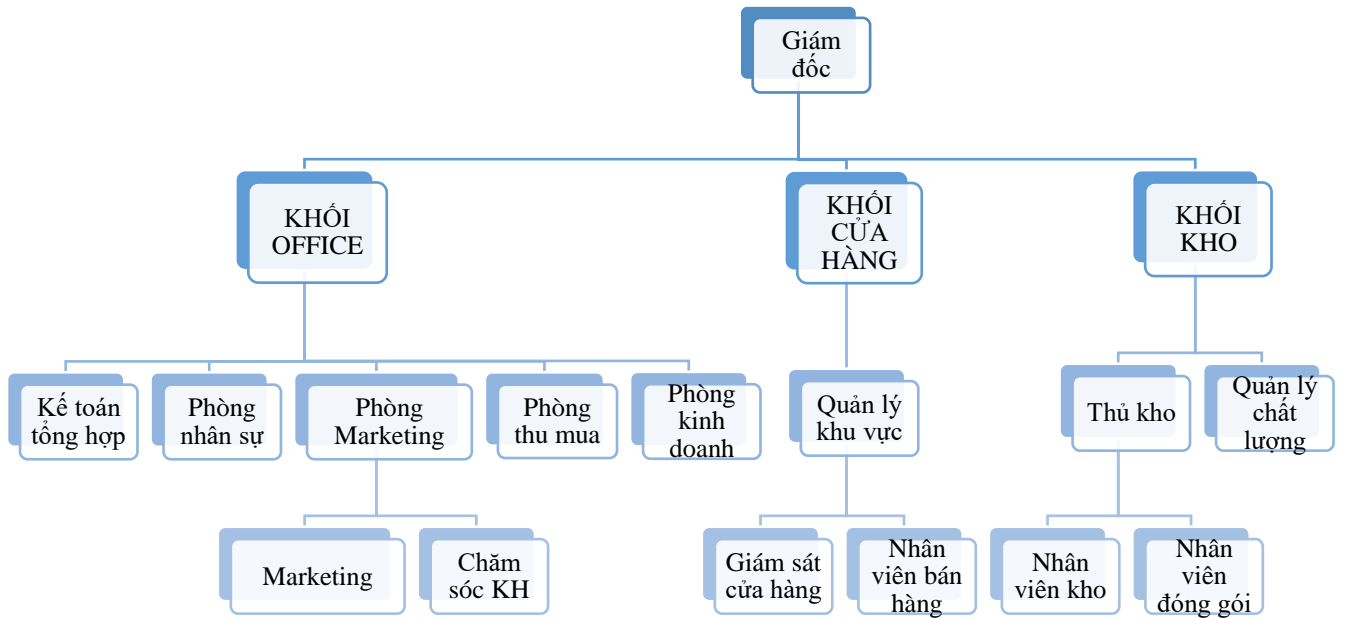 Giám
đốc
KHỐI
OFFICE
KHỐI
CỬA
HÀNG
KHỐI
KHO
Kế toán
tổng hợp
Phòng
nhân sự
Phòng
Marketing
Phòng
thu mua
Phòng
kinh
doanh
Quản lý
khu vực
Thủ kho
Quản lý
chất
lượng
Marketing
Chăm
sóc KH
Giám sát
cửa hàng
Nhân
viên bán
hàng
Nhân
viên kho
Nhân
viên
đóng gói